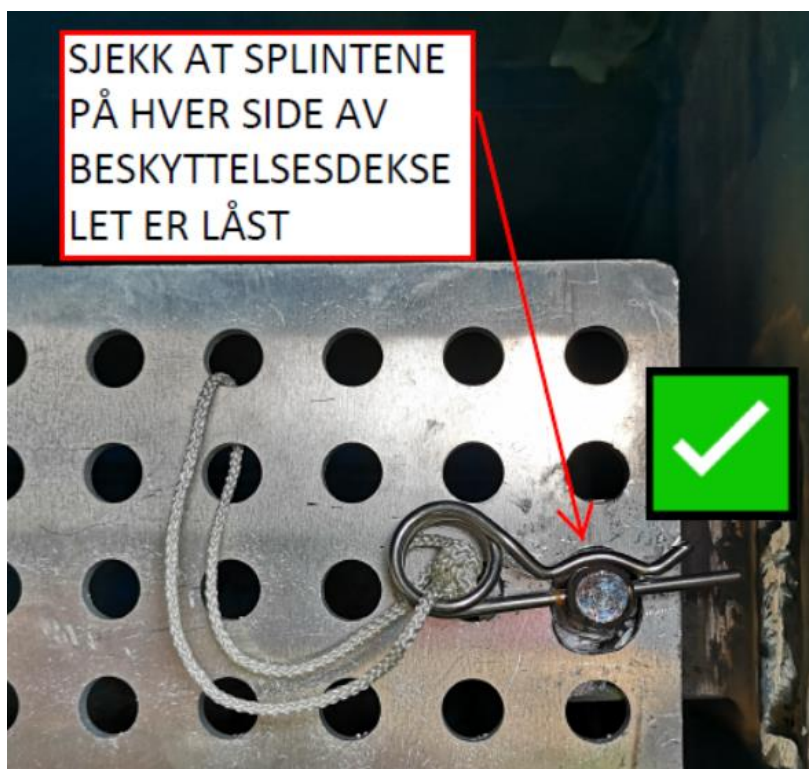 SJEKK AT SPLINTENE
PÅ HVER SIDE AV
BESKYTTELSESDEKSE
LET ER LÅST